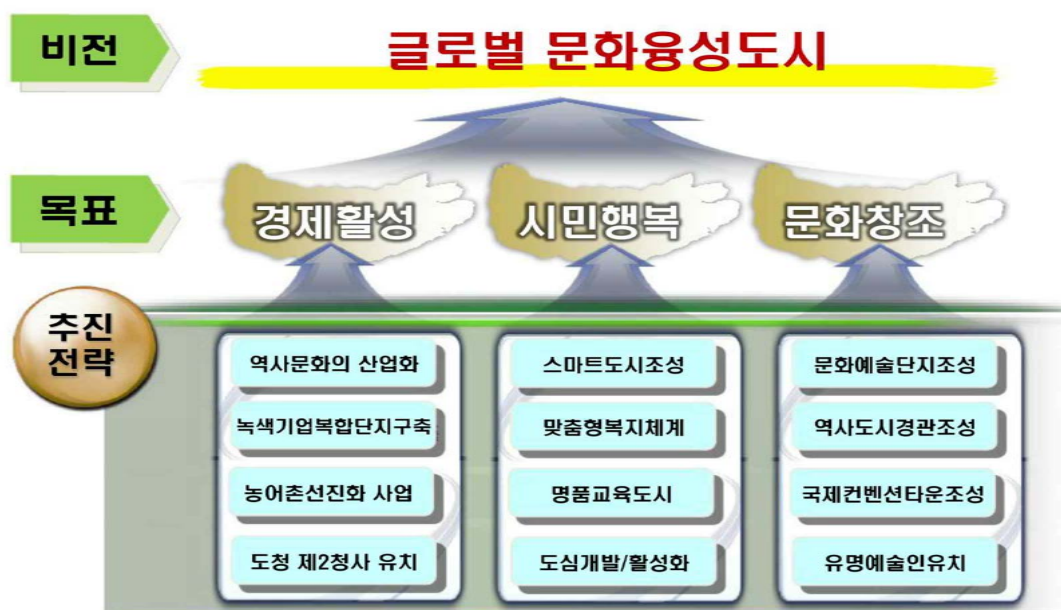 비전
글로벌 문화융성도시
목표
경제활성
시민행복
문화창조
추진
전략
역사문화의 산업화
녹색기업복합단지구축
농어촌선진화 사업
도청 제2청사 유치
스마트도시조성
맞춤형복지체계
명품교육도시
도심개발/활성화
문화예술단지조성
역사도시경관조성
국제컨벤션타운조성
유명예술인유치